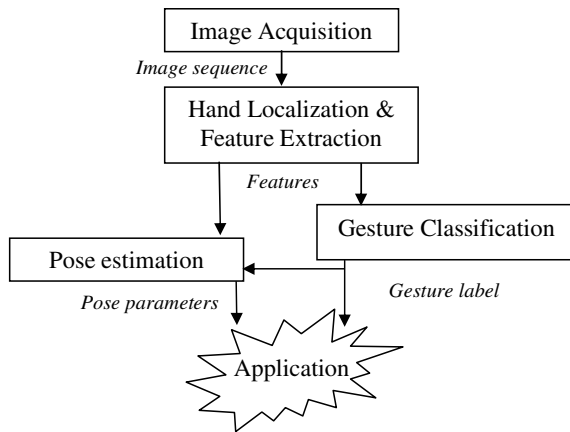 Image Acquisition
Image sequence
Hand Localization &
Feature Extraction
Features
Gesture Classification
Pose estimation
Pose parameters
Gesture label
Application